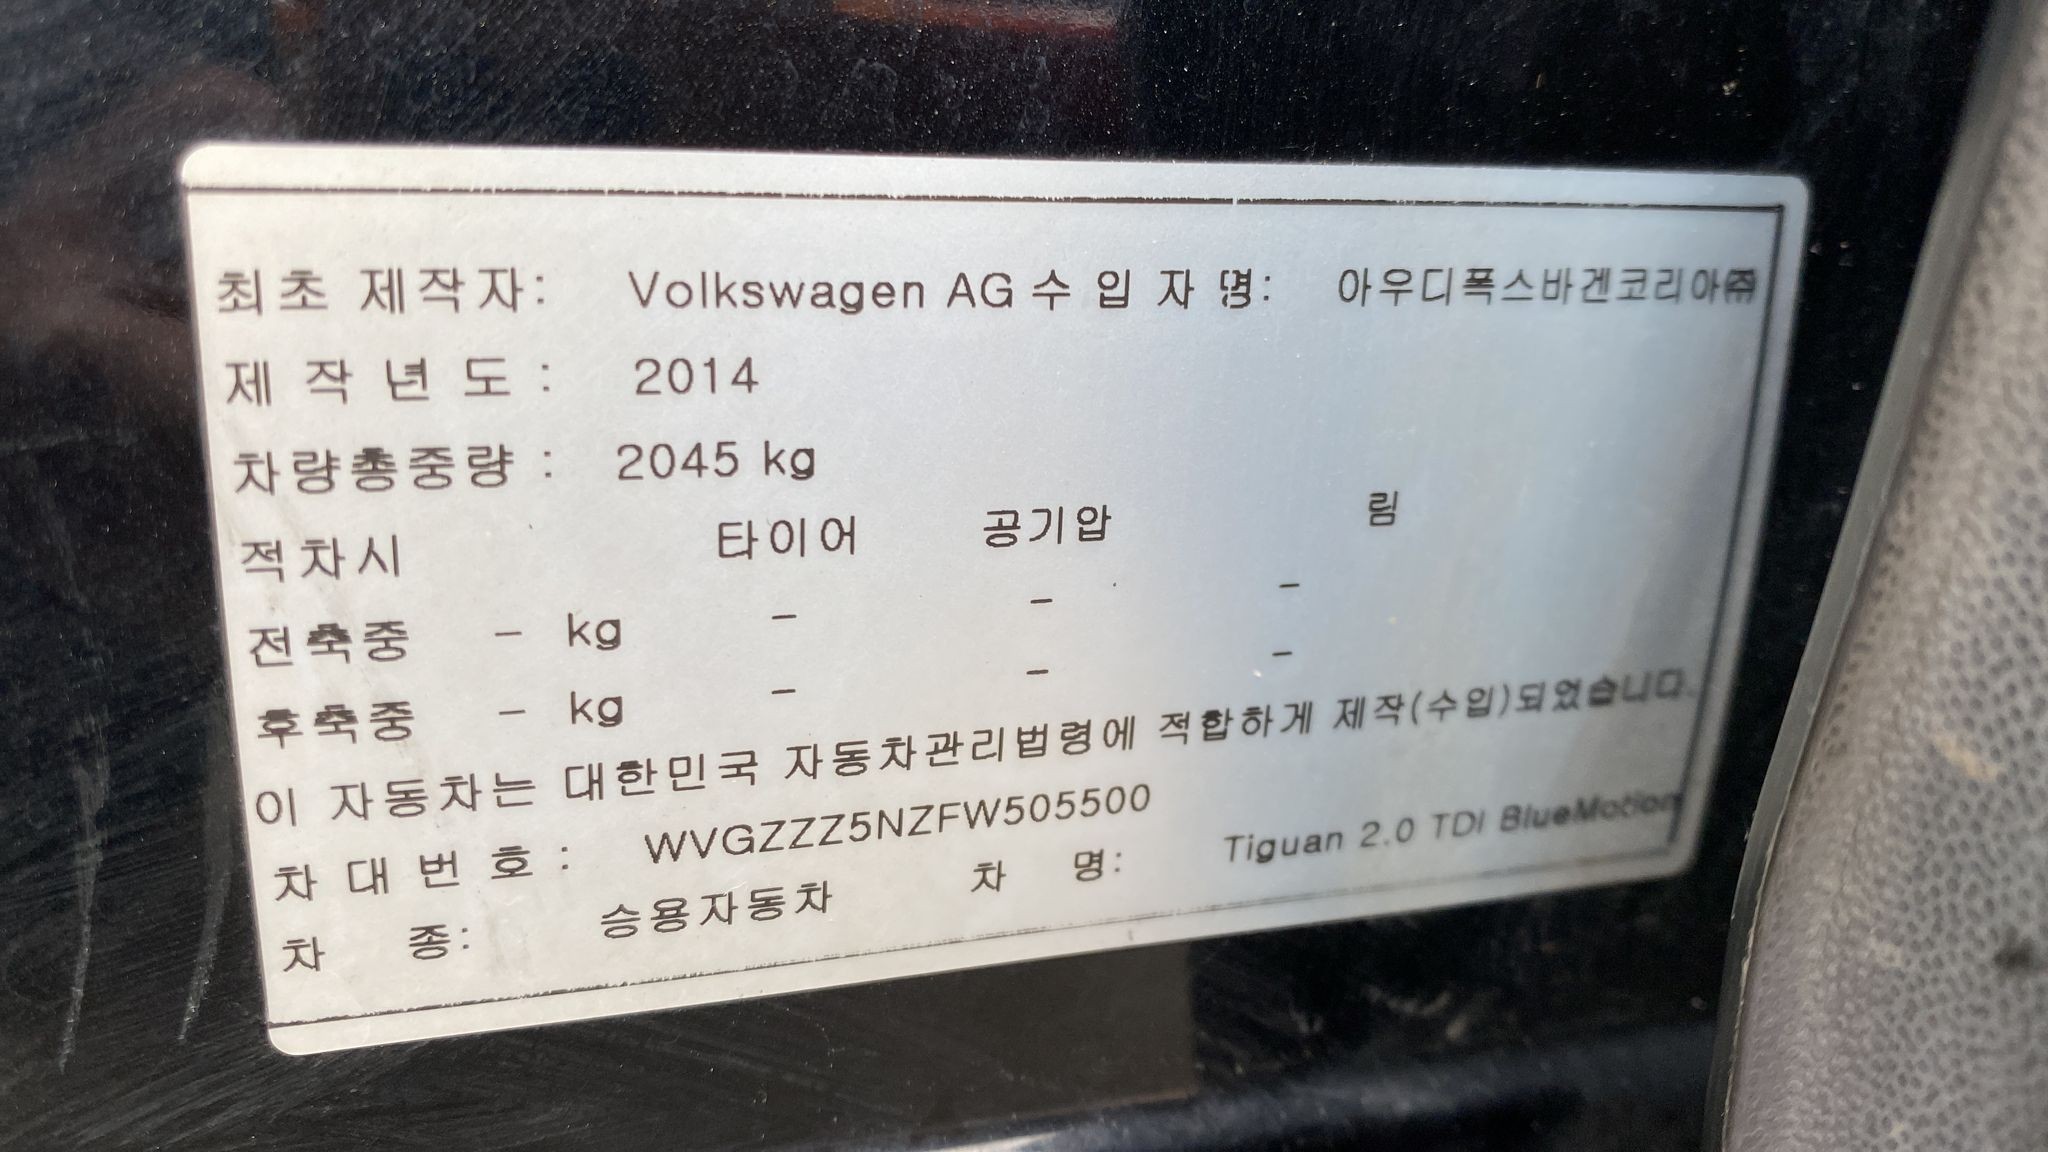 최초 제작자: Volkswagen AG 수 입 자 명: 아우디폭스바겐코리아㈜
제 작 년 도 : 2014
차량총중량 : 2045 kg
적차시 타이어 공기압 림
전축중 - kg - - -
후축중 - kg - - -
이 자동차는 대한민국 자동차관리법령에 적합하게 제작(수입)되었습니다.
차 대 번 호 : WVGZZZ5NZFW505500
차 종: 승용자동차 차 명: Tiguan 2.0 TDI BlueMotion